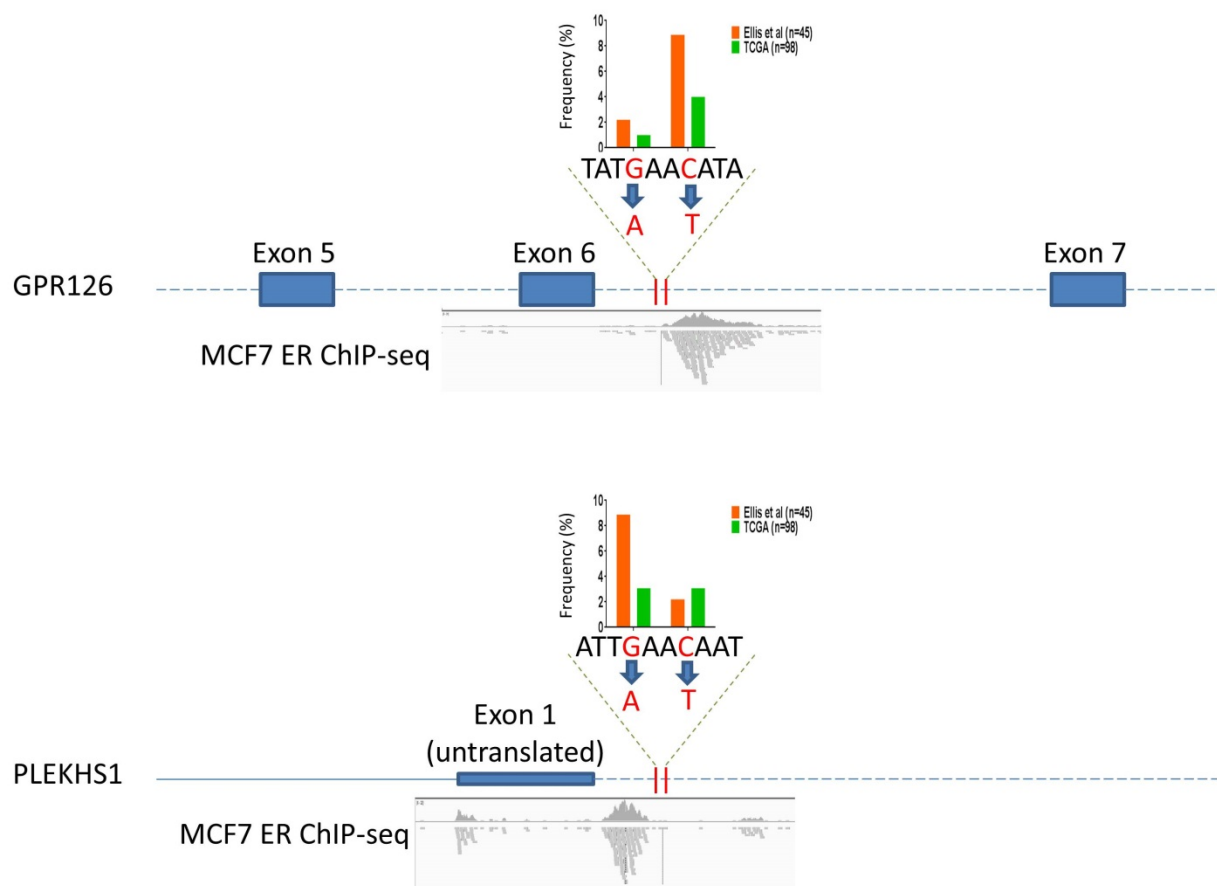 10
8
6
4
2
0
Frequency (%)
Ellis et al (n=45)
TCGA (n=98)
TATGAACATA
A T
Exon 5 Exon 6 Exon 7
GPR126
MCF7 ER ChIP-seq
10
8
6
4
2
0
Frequency (%)
Ellis et al (n=45)
TCGA (n=98)
ATTGAACAAT
A T
Exon 1
(untranslated)
PLEKHS1
MCF7 ER ChIP-seq